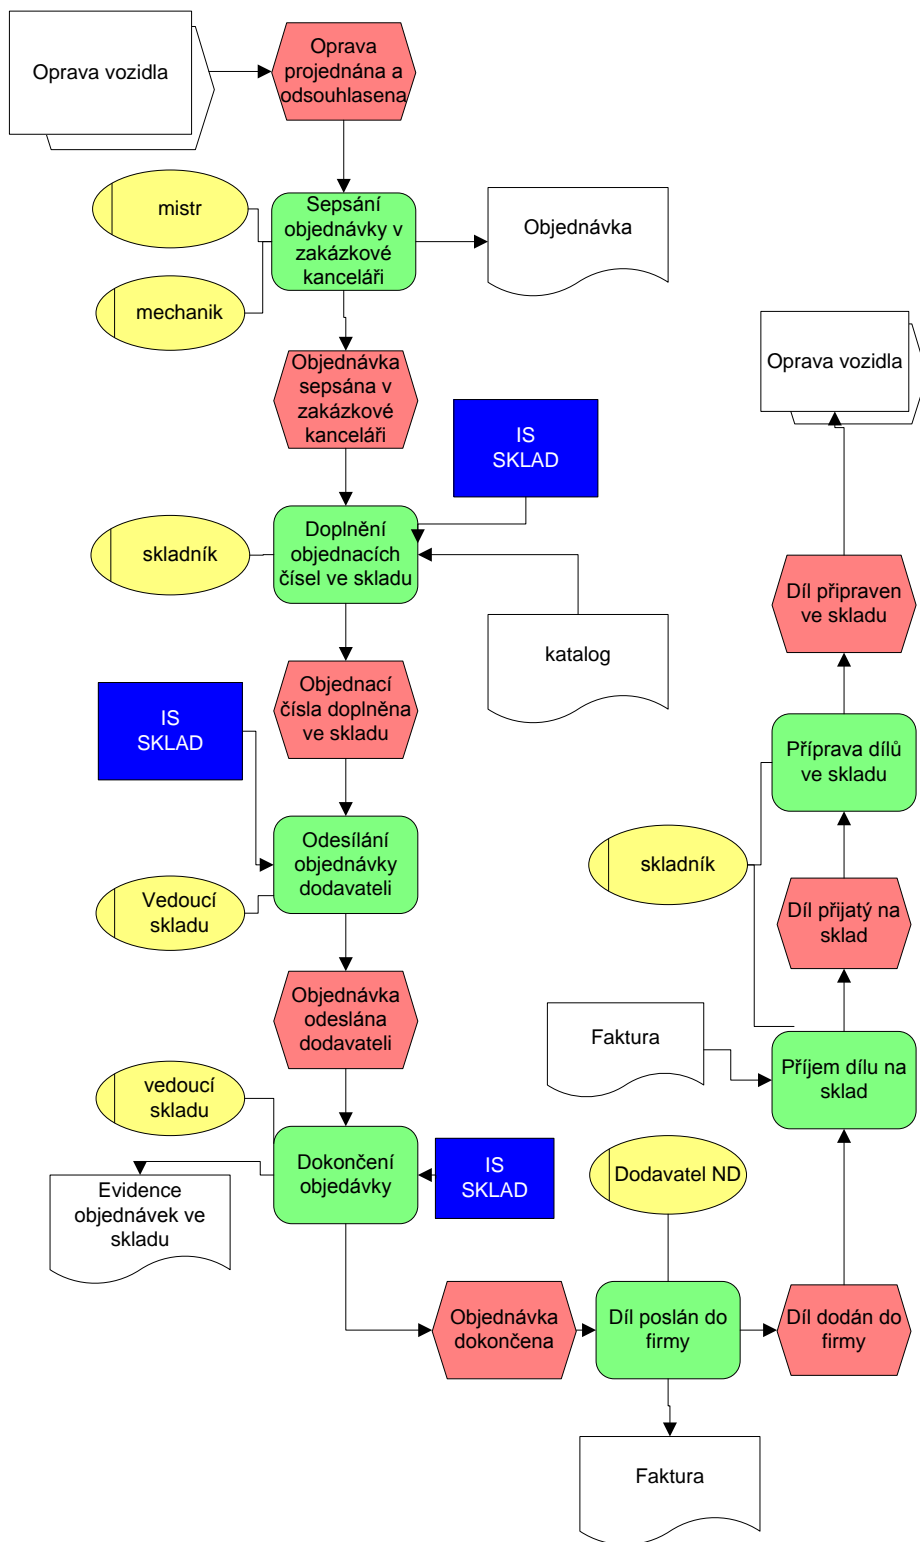 Oprava vozidla
Oprava
projednána a
odsouhlasena
mistr
Sepsání
objednávky v
zakázkové
kanceláři
Objednávka
mechanik
Objednávka
sepsána v
zakázkové
kanceláři
Oprava vozidla
IS
SKLAD
skladník
Doplnění
objednacích
čísel ve skladu
Díl připraven
ve skladu
katalog
Objednací
čísla doplněna
ve skladu
IS
SKLAD
Příprava dílů
ve skladu
Odesílání
objednávky
dodavateli
skladník
Vedoucí
skladu
Díl přijatý na
sklad
Objednávka
odeslána
dodavateli
Faktura
Příjem dílu na
sklad
vedoucí
skladu
Dokončení
objedávky
IS
SKLAD
Dodavatel ND
Evidence
objednávek ve
skladu
Objednávka
dokončena
Díl poslán do
firmy
Díl dodán do
firmy
Faktura